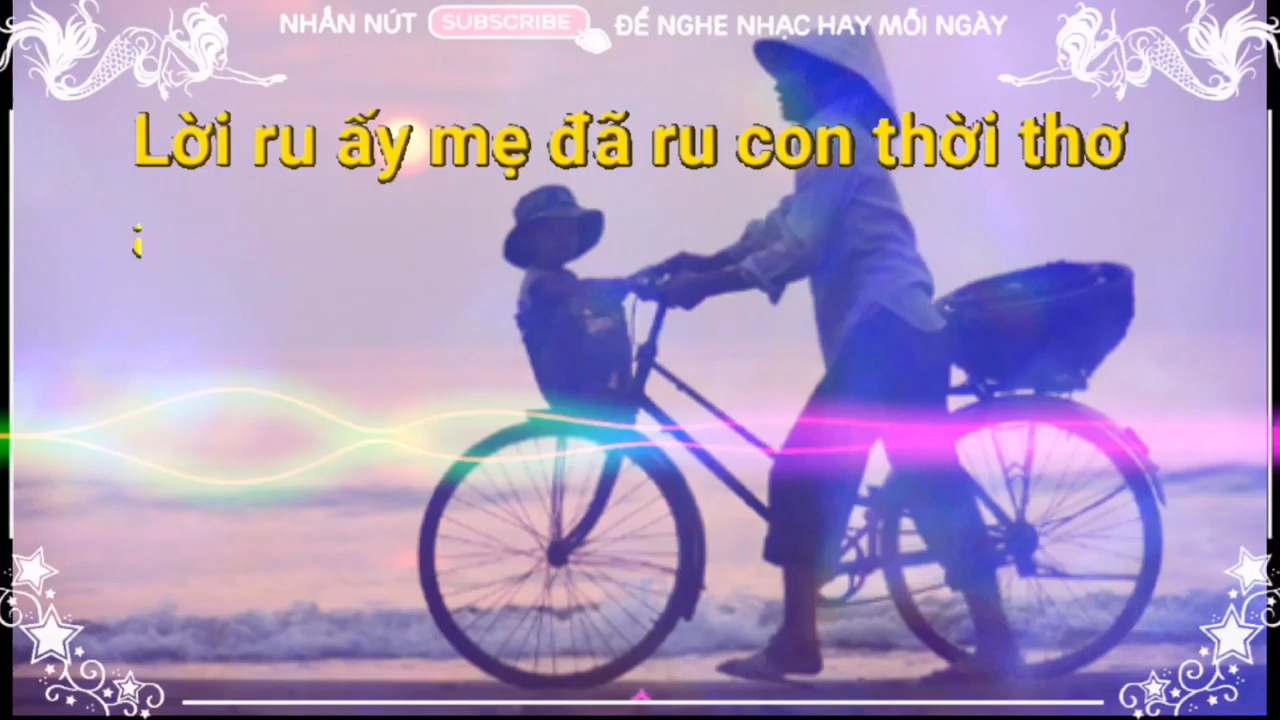 NHẤN NÚT SUBSCRIBE ĐỂ NGHE NHẠC HAY MỖI NGÀY
Lời ru ấy mẹ đã ru con thời thơ